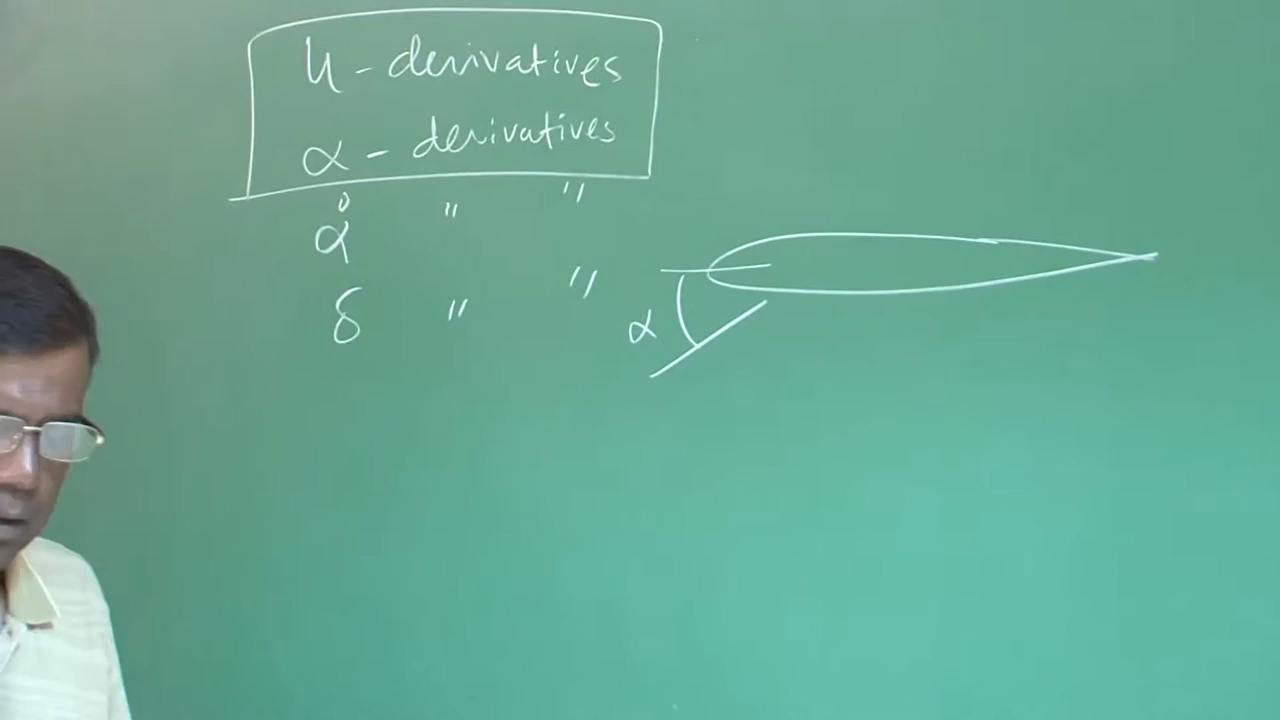 u - derivatives
α - derivatives
α̇ " "
δ " "
α